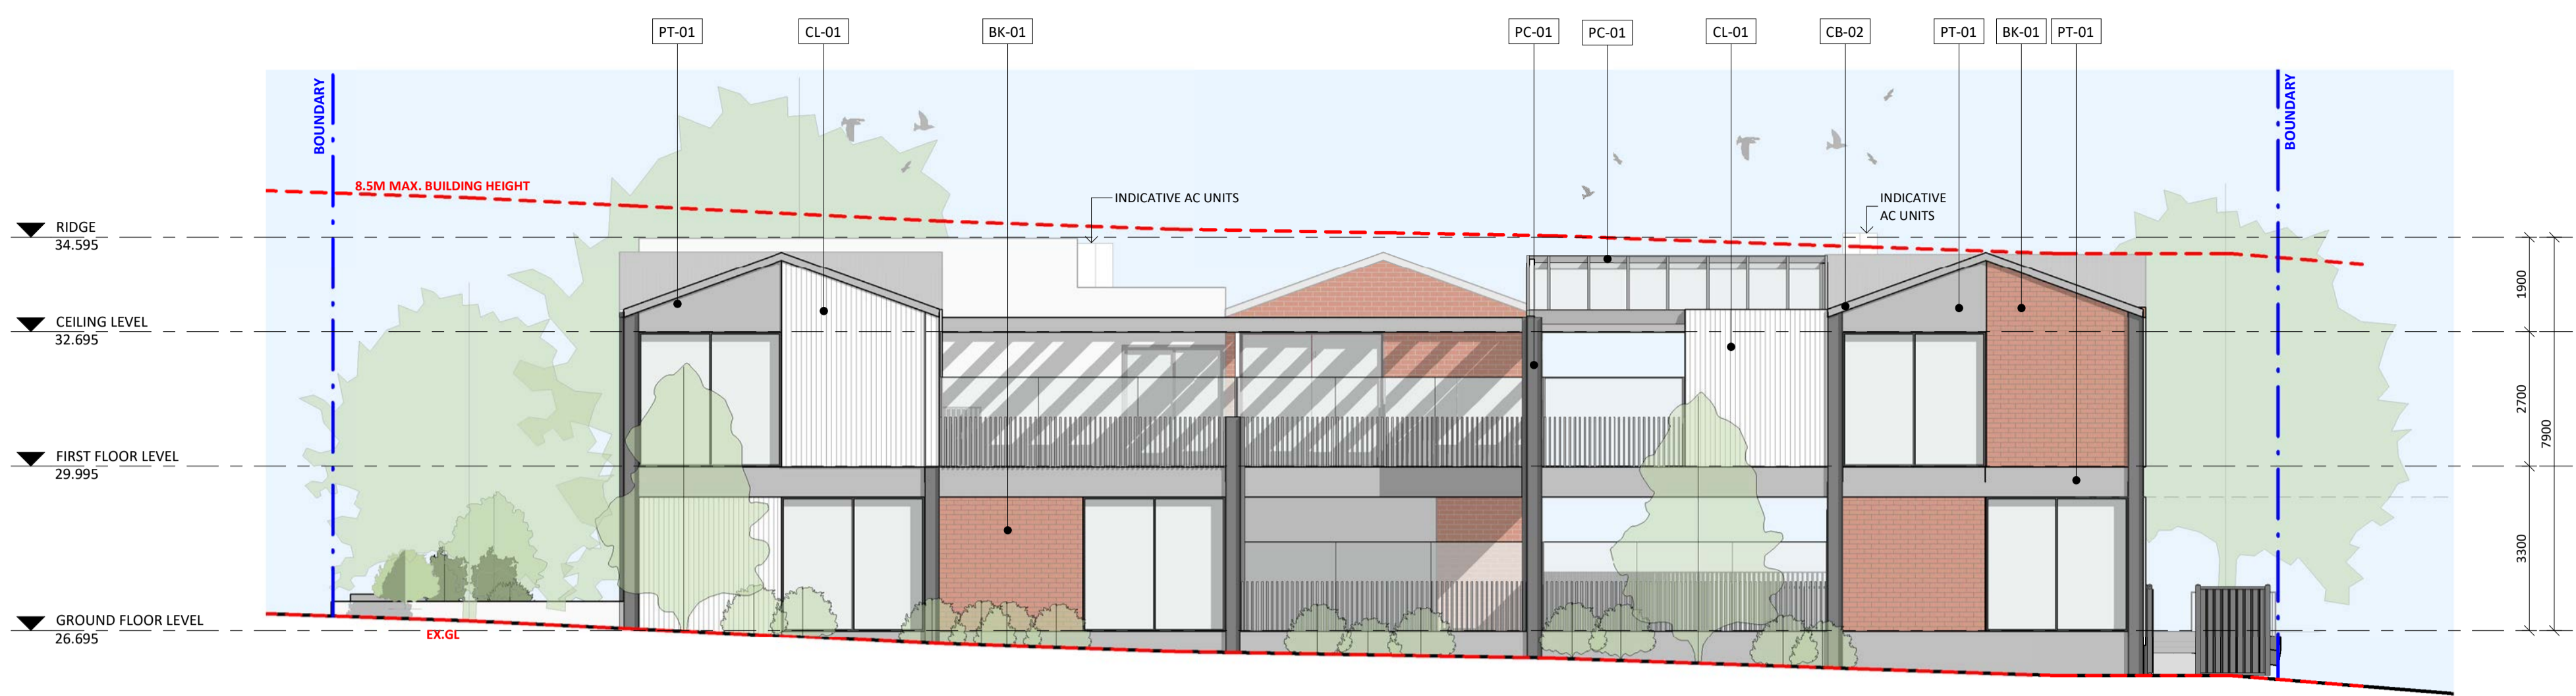 PT-01
CL-01
BK-01
PC-01
PC-01
CL-01
CB-02
PT-01
BK-01
PT-01
BOUNDARY
BOUNDARY
8.5M MAX. BUILDING HEIGHT
INDICATIVE AC UNITS
INDICATIVE
AC UNITS
RIDGE
34.595
CEILING LEVEL
32.695
FIRST FLOOR LEVEL
29.995
GROUND FLOOR LEVEL
26.695
EX.GL
1900
2700
7900
3300